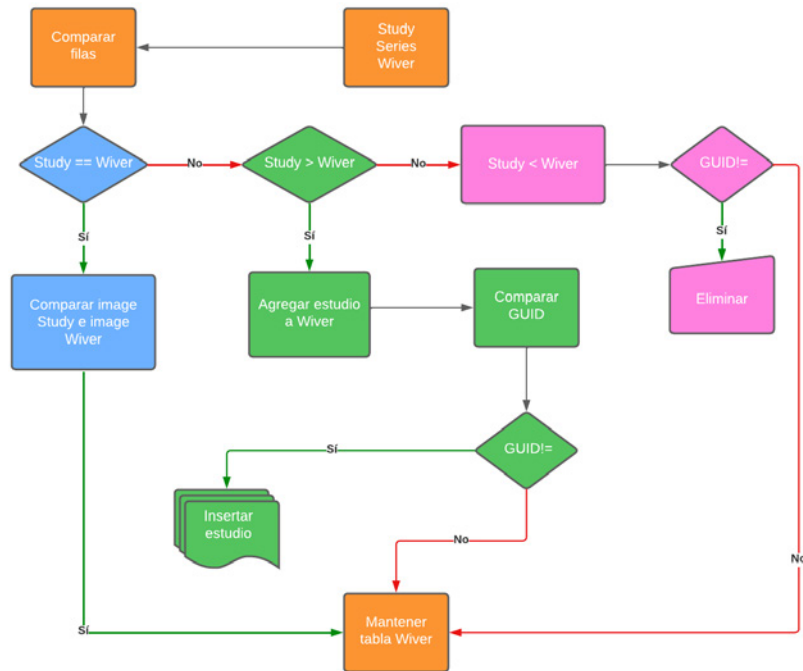 Comparar
filas
Study
Series
Wiver
Study == Wiver
No
Study > Wiver
No
Study < Wiver
GUID!=
Sí
Sí
Sí
Comparar image
Study e image
Wiver
Agregar estudio
a Wiver
Comparar
GUID
Eliminar
GUID!=
Sí
Insertar
estudio
No
No
Sí
Mantener
tabla Wiver